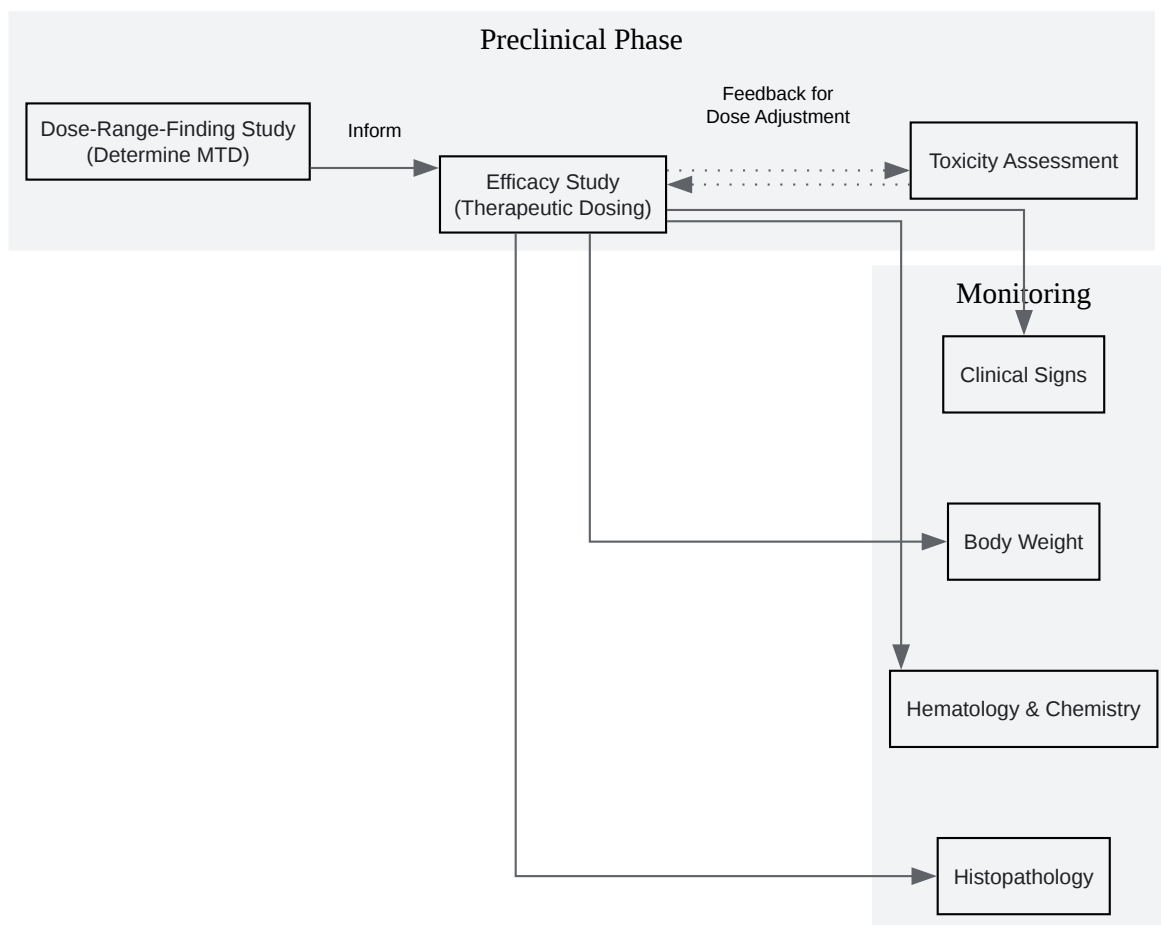 Preclinical Phase
Dose-Range-Finding Study
(Determine MTD)
Inform
Efficacy Study
(Therapeutic Dosing)
Feedback for
Dose Adjustment
Toxicity Assessment
Monitoring
Clinical Signs
Body Weight
Hematology & Chemistry
Histopathology